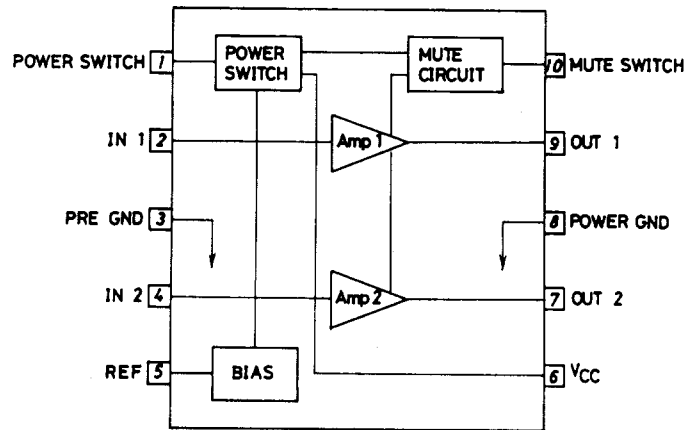 POWER SWITCH 1
POWER
SWITCH
MUTE
CIRCUIT
10 MUTE SWITCH
IN 1 2
Amp 1
9 OUT 1
PRE GND 3
8 POWER GND
IN 2 4
Amp 2
7 OUT 2
REF 5
BIAS
6 VCC